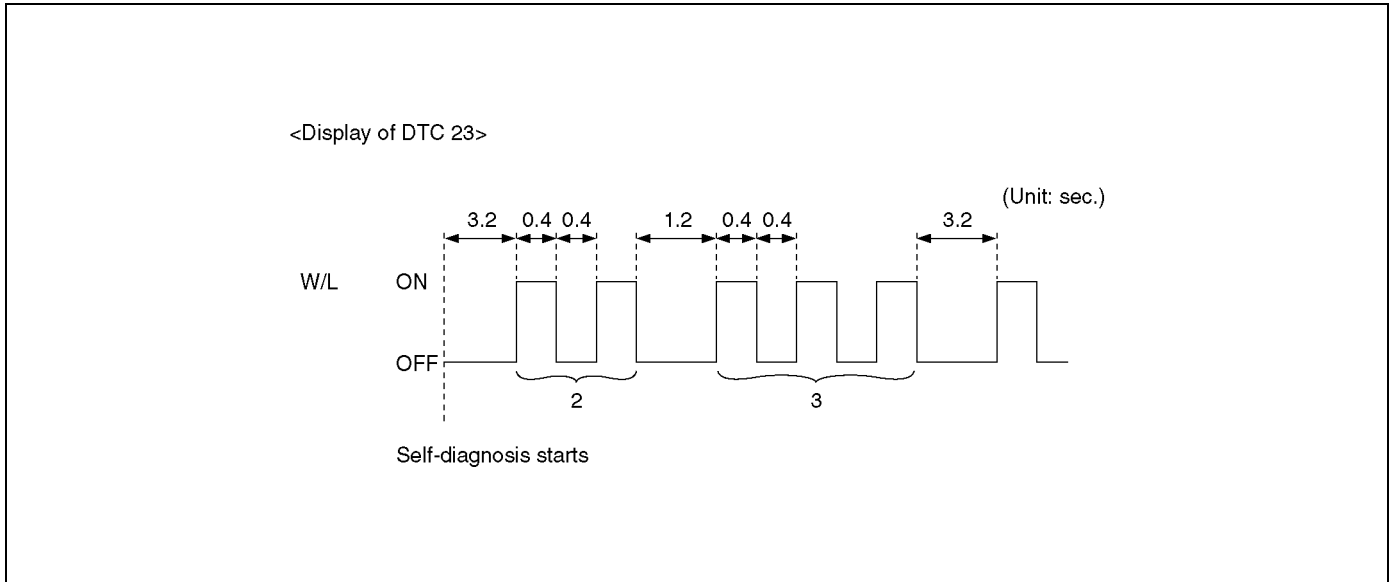 <Display of DTC 23>
(Unit: sec.)
3.2 0.4 0.4 1.2 0.4 0.4 3.2
W/L ON
OFF
2 3
Self-diagnosis starts